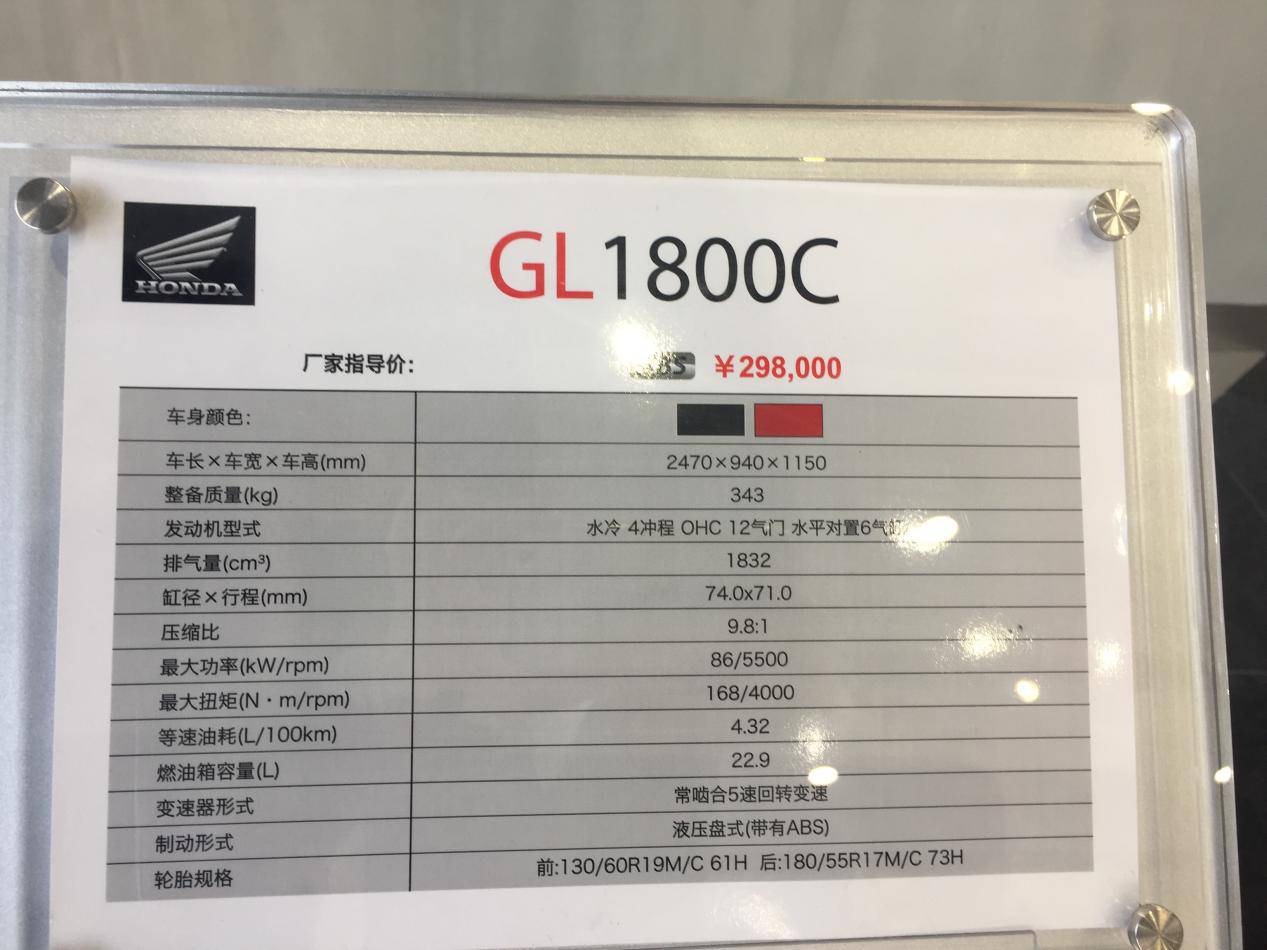 HONDA
GL1800C
厂家指导价: ABS ￥298,000
车身颜色:
车长×车宽×车高(mm) 2470×940×1150
整备质量(kg) 343
发动机型式 水冷 4冲程 OHC 12气门 水平对置6气缸
排气量(cm³) 1832
缸径×行程(mm) 74.0x71.0
压缩比 9.8:1
最大功率(kW/rpm) 86/5500
最大扭矩(N·m/rpm) 168/4000
等速油耗(L/100km) 4.32
燃油箱容量(L) 22.9
变速器形式 常啮合5速回转变速
制动形式 液压盘式(带有ABS)
轮胎规格 前:130/60R19M/C 61H 后:180/55R17M/C 73H